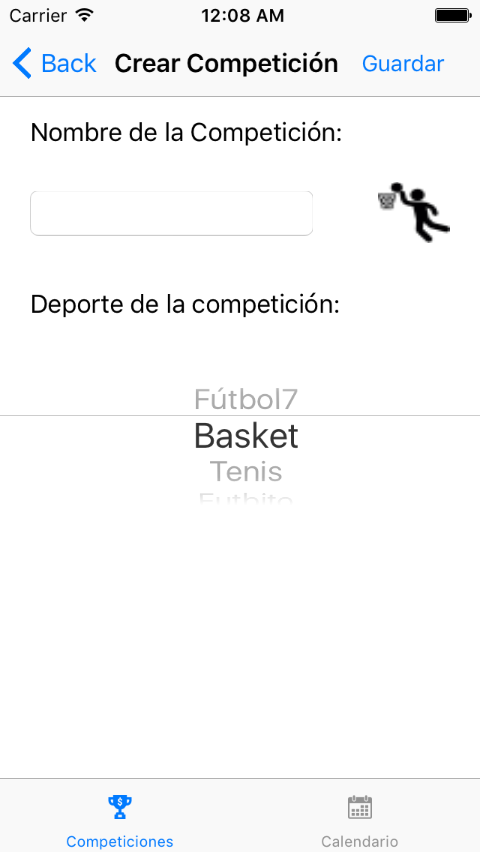 Carrier 12:08 AM
Back Crear Competición Guardar
Nombre de la Competición:
Deporte de la competición:
Fútbol7
Basket
Tenis
Competiciones Calendario